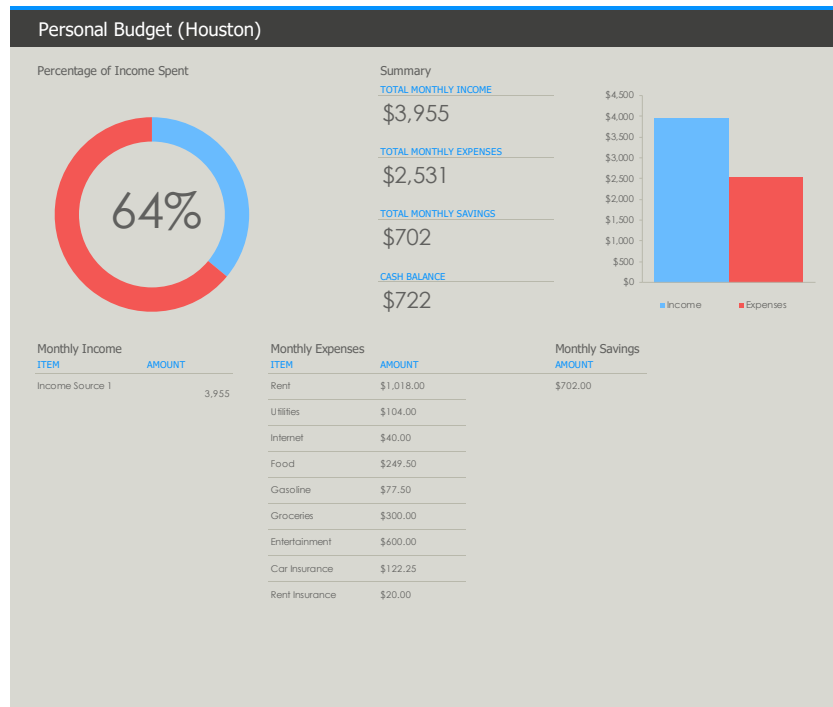 Personal Budget (Houston)
Percentage of Income Spent
64%
Summary
TOTAL MONTHLY INCOME
$3,955
TOTAL MONTHLY EXPENSES
$2,531
TOTAL MONTHLY SAVINGS
$702
CASH BALANCE
$722
$4,500
$4,000
$3,500
$3,000
$2,500
$2,000
$1,500
$1,000
$500
$0
Income Expenses
Monthly Income
ITEM AMOUNT
Income Source 1 3,955
Monthly Expenses
ITEM AMOUNT
Rent $1,018.00
Utilities $104.00
Internet $40.00
Food $249.50
Gasoline $77.50
Groceries $300.00
Entertainment $600.00
Car Insurance $122.25
Rent Insurance $20.00
Monthly Savings
AMOUNT
$702.00